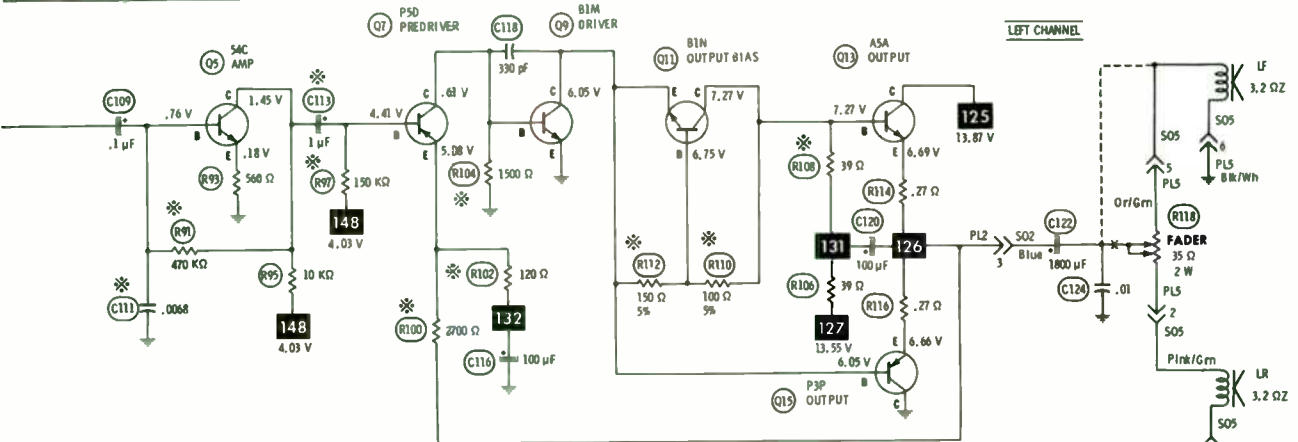 LEFT CHANNEL
Q5
54C
AMP
C109
.1 µF
.76 V
B
C
1.45 V
E
.18 V
R93
560 Ω
※
R91
470 KΩ
※
C111
.0068
R95
10 KΩ
148
4.03 V
※
C113
1 µF
※
R97
150 KΩ
148
4.03 V
Q7
P5D
PREDRIVER
4.41 V
B
C
.63 V
E
5.08 V
C118
330 pF
※
R104
1500 Ω
※
※
R102
120 Ω
132
C116
100 µF
※
R100
2700 Ω
Q9
B1M
DRIVER
C
6.05 V
B
E
Q11
B1N
OUTPUT BIAS
E
C
7.27 V
B
6.75 V
※
R112
150 Ω
5%
※
R110
100 Ω
5%
Q13
A5A
OUTPUT
7.27 V
B
C
E
6.69 V
125
13.87 V
※
R108
39 Ω
R114
.27 Ω
131
C120
100 µF
126
R106
39 Ω
127
13.55 V
R116
.27 Ω
E
6.66 V
6.05 V
B
C
Q15
P3P
OUTPUT
PL2
SO2
3
Blue
C122
1800 µF
C124
.01
x
R118
FADER
35 Ω
2 W
Or/Grn
SO5
5
PL5
LF
3.2 ΩZ
SO5
6
PL5
Blk/Wh
PL5
2
SO5
Pink/Grn
LR
3.2 ΩZ
SO5